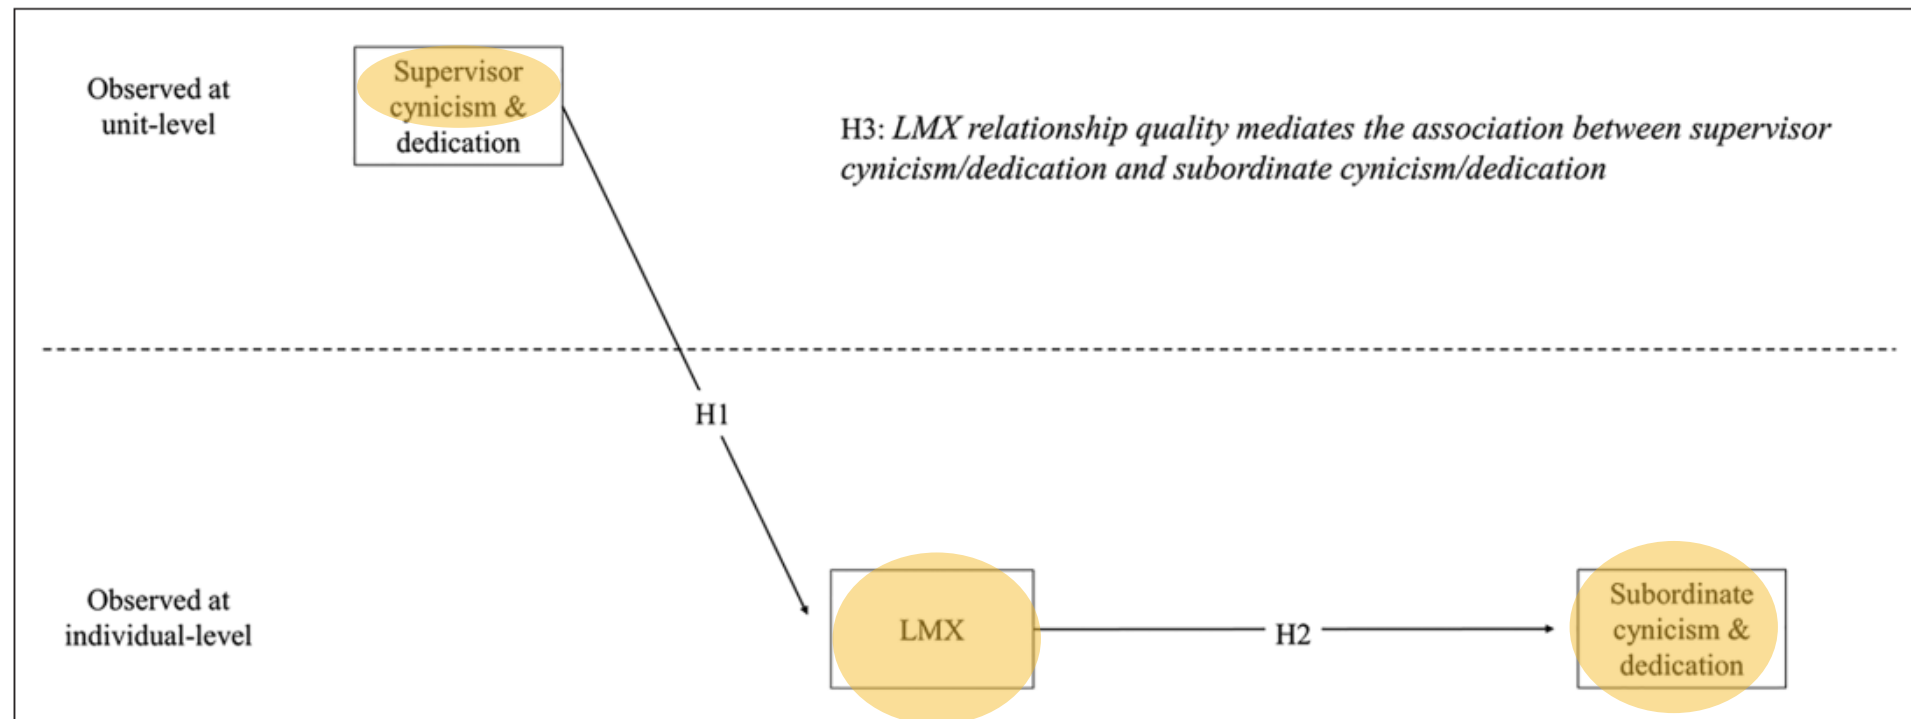 Observed at
unit-level
Supervisor
cynicism &
dedication
H3: LMX relationship quality mediates the association between supervisor
cynicism/dedication and subordinate cynicism/dedication
H1
Observed at
individual-level
LMX
H2
Subordinate
cynicism &
dedication